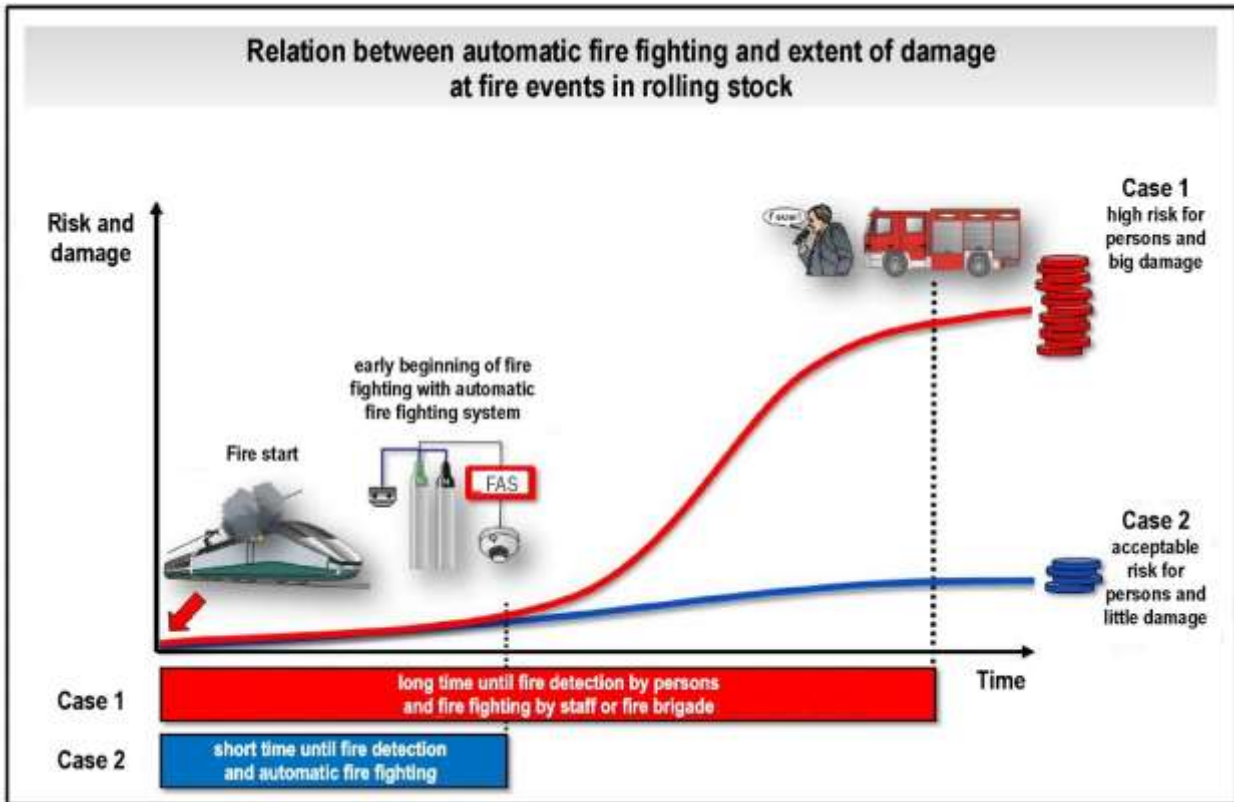 Relation between automatic fire fighting and extent of damage
at fire events in rolling stock
Risk and
damage
Case 1
high risk for
persons and
big damage
early beginning of fire
fighting with automatic
fire fighting system
Fire start
FAS
Case 2
acceptable
risk for
persons and
little damage
Time
Case 1
long time until fire detection by persons
and fire fighting by staff or fire brigade
Case 2
short time until fire detection
and automatic fire fighting